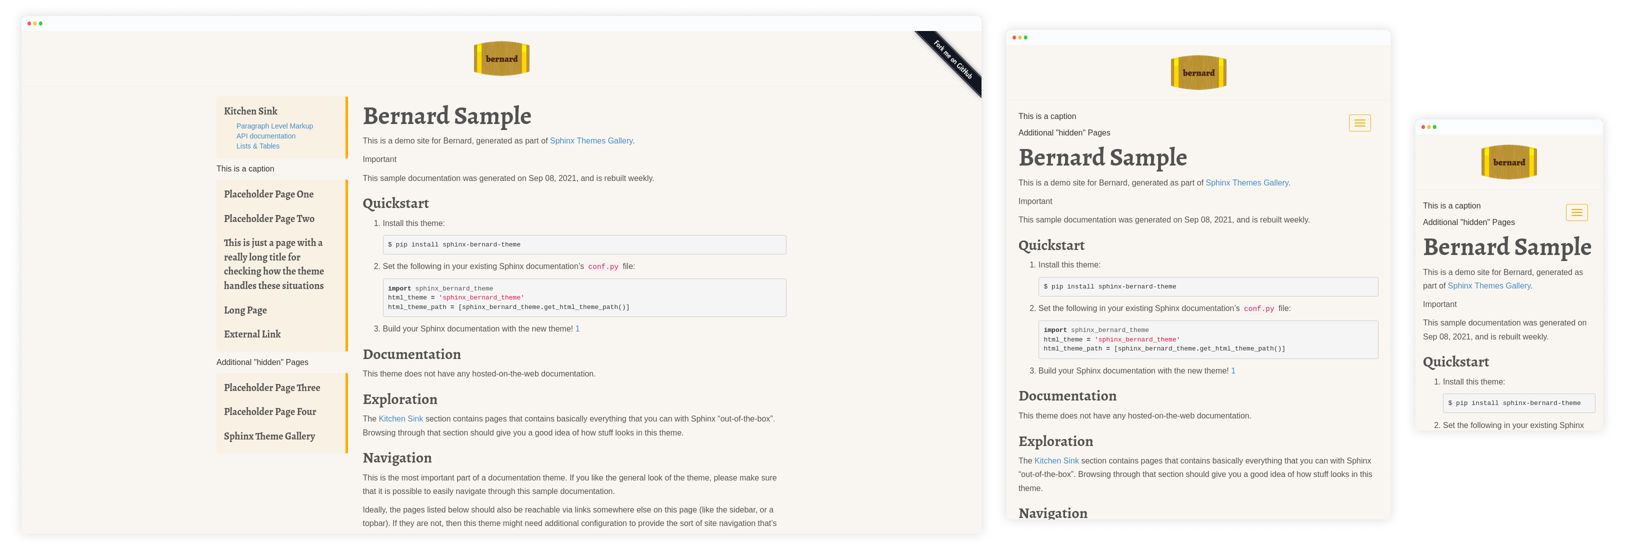 bernard
Fork me on GitHub
Kitchen Sink
Paragraph Level Markup
API documentation
Lists & Tables
This is a caption
Placeholder Page One
Placeholder Page Two
This is just a page with a
really long title for
checking how the theme
handles these situations
Long Page
External Link
Additional "hidden" Pages
Placeholder Page Three
Placeholder Page Four
Sphinx Theme Gallery
Bernard Sample
This is a demo site for Bernard, generated as part of Sphinx Themes Gallery.
Important
This sample documentation was generated on Sep 08, 2021, and is rebuilt weekly.
Quickstart
1. Install this theme:
$ pip install sphinx-bernard-theme
2. Set the following in your existing Sphinx documentation’s conf.py file:
import sphinx_bernard_theme
html_theme = 'sphinx_bernard_theme'
html_theme_path = [sphinx_bernard_theme.get_html_theme_path()]
3. Build your Sphinx documentation with the new theme! 1
Documentation
This theme does not have any hosted-on-the-web documentation.
Exploration
The Kitchen Sink section contains pages that contains basically everything that you can with Sphinx “out-of-the-box”.
Browsing through that section should give you a good idea of how stuff looks in this theme.
Navigation
This is the most important part of a documentation theme. If you like the general look of the theme, please make sure
that it is possible to easily navigate through this sample documentation.
Ideally, the pages listed below should also be reachable via links somewhere else on this page (like the sidebar, or a
topbar). If they are not, then this theme might need additional configuration to provide the sort of site navigation that’s
bernard
This is a caption
Additional "hidden" Pages
Bernard Sample
This is a demo site for Bernard, generated as part of Sphinx Themes Gallery.
Important
This sample documentation was generated on Sep 08, 2021, and is rebuilt weekly.
Quickstart
1. Install this theme:
$ pip install sphinx-bernard-theme
2. Set the following in your existing Sphinx documentation’s conf.py file:
import sphinx_bernard_theme
html_theme = 'sphinx_bernard_theme'
html_theme_path = [sphinx_bernard_theme.get_html_theme_path()]
3. Build your Sphinx documentation with the new theme! 1
Documentation
This theme does not have any hosted-on-the-web documentation.
Exploration
The Kitchen Sink section contains pages that contains basically everything that you can with Sphinx
“out-of-the-box”. Browsing through that section should give you a good idea of how stuff looks in this
theme.
Navigation
bernard
This is a caption
Additional "hidden" Pages
Bernard Sample
This is a demo site for Bernard, generated as
part of Sphinx Themes Gallery.
Important
This sample documentation was generated on
Sep 08, 2021, and is rebuilt weekly.
Quickstart
1. Install this theme:
$ pip install sphinx-bernard-theme
2. Set the following in your existing Sphinx